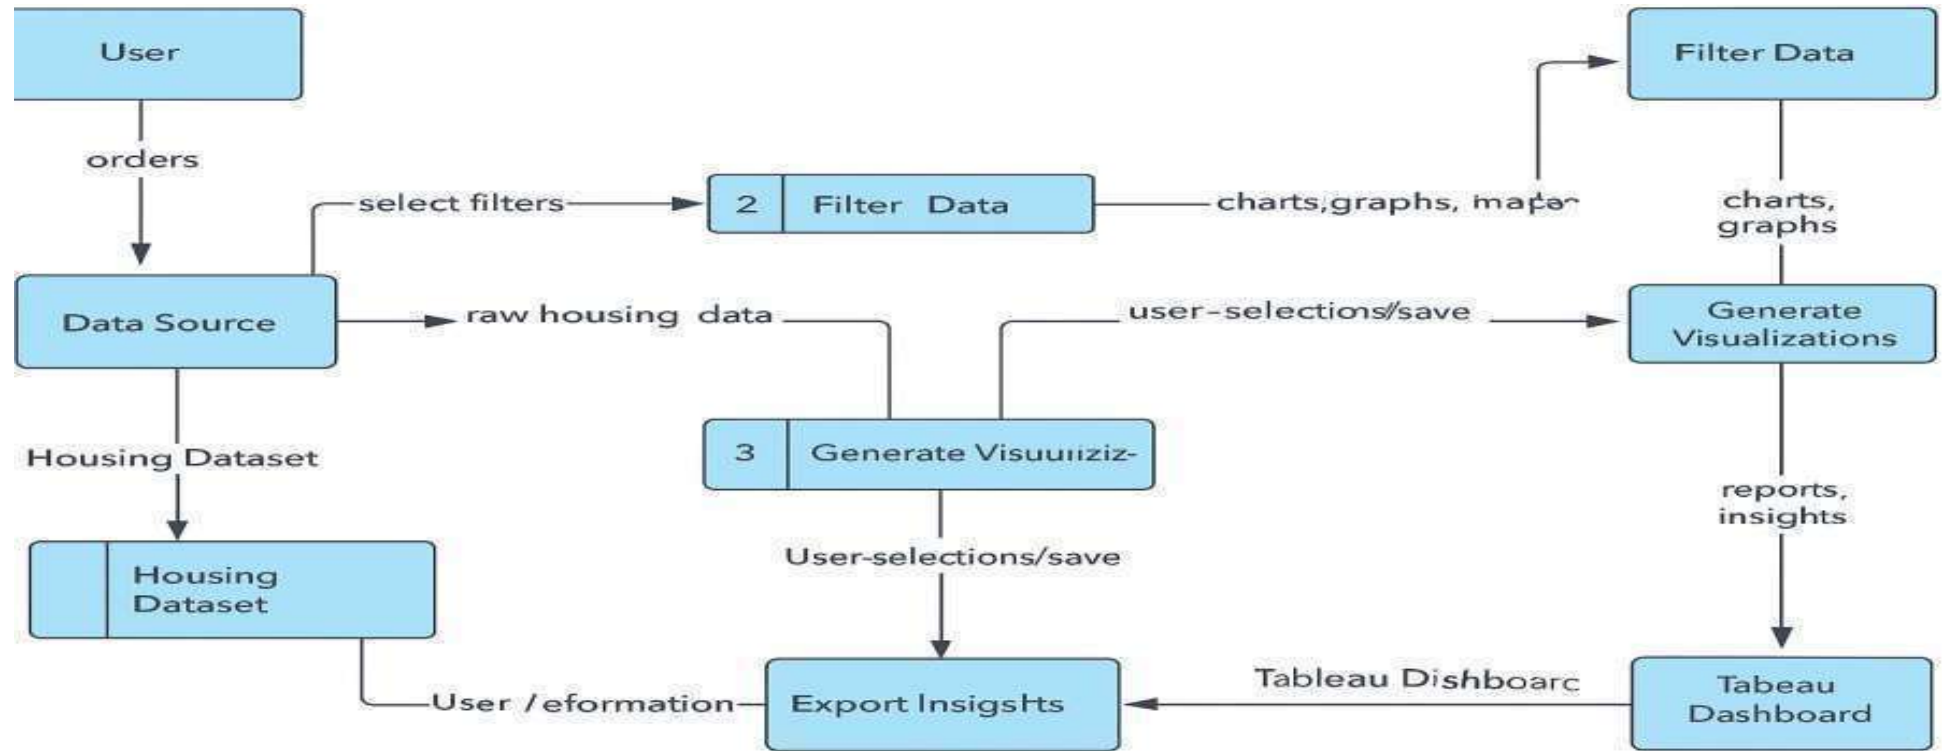 User
Filter Data
orders
select filters
2
Filter Data
charts,graphs,
charts,
graphs
Data Source
raw housing data
user-selections/save
Generate
Visualizations
Housing Dataset
3
Generate
reports,
insights
User-selections/save
Housing
Dataset
User /eformation
Export
Tableau
Tabeau
Dashboard